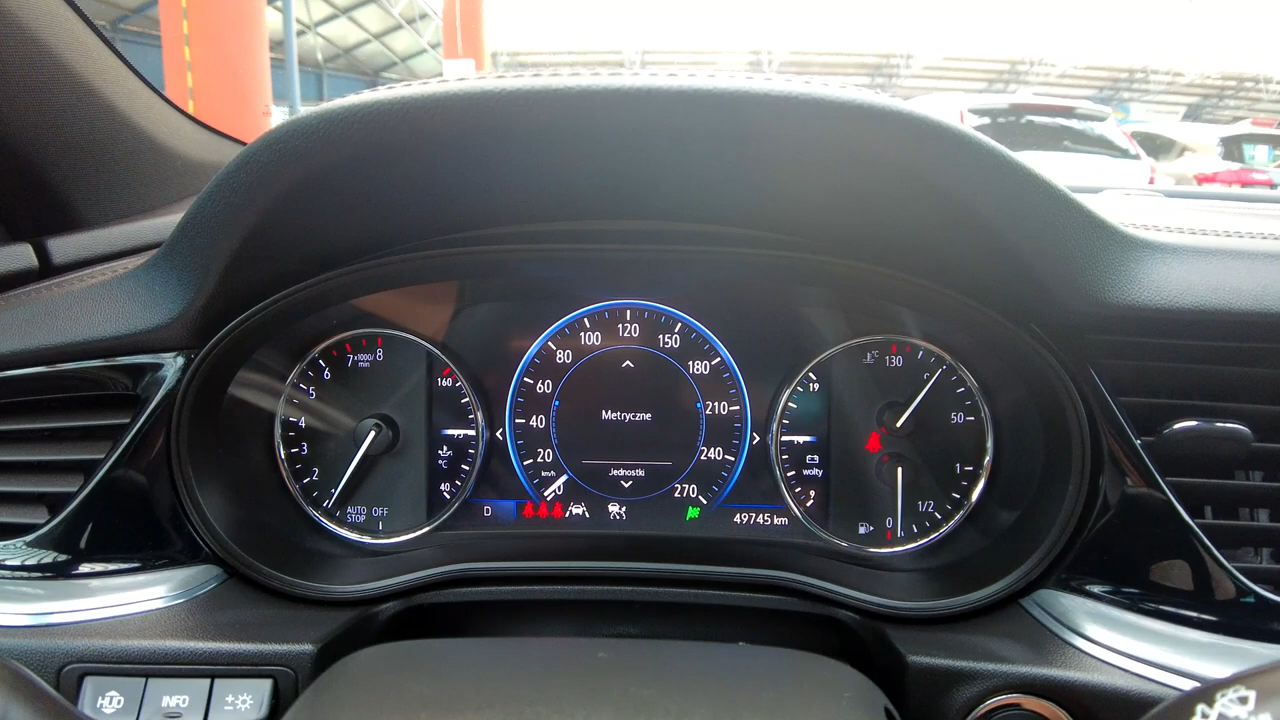 7 x1000/ 8
min
6
5
4
3
2
AUTO OFF
STOP
160
°C
40
120
100
150
80
180
60
Metryczne
210
40
20
240
Jednostki
km/h
0
270
D
49745 km
19
wolty
9
°C
130
C
50
1
1/2
0
HUD
INFO
±